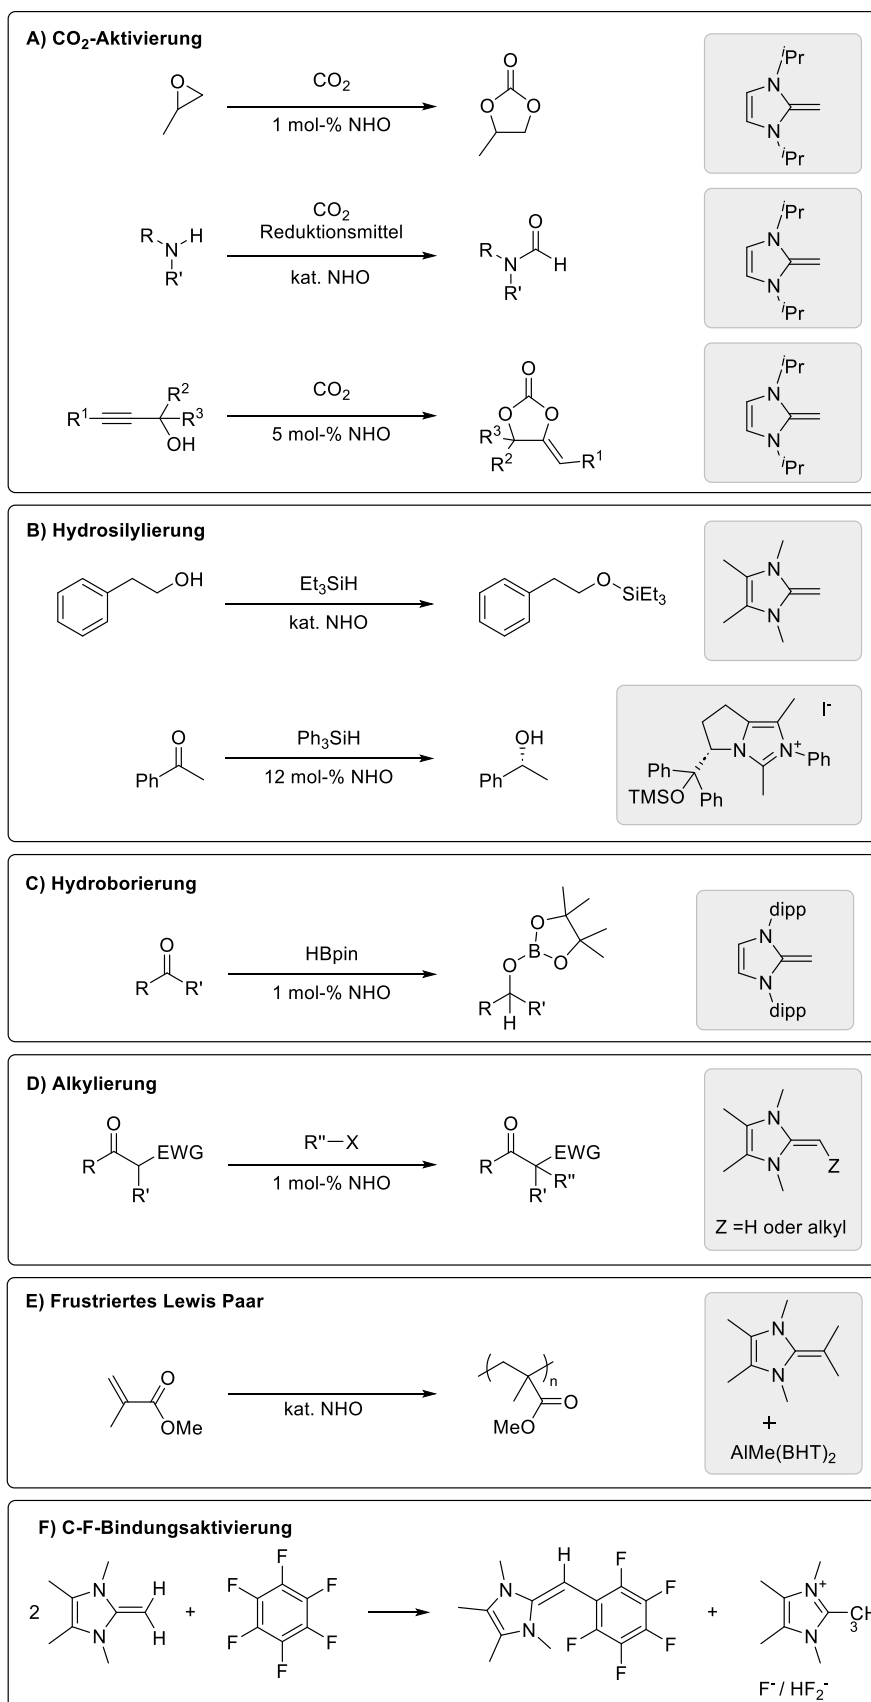 A) CO₂-Aktivierung
O
CO₂
1 mol-% NHO
O
O
O
iPr
N
N
iPr
R
N
H
R'
CO₂
Reduktionsmittel
kat. NHO
O
R
N
H
R'
iPr
N
N
iPr
R¹
R²
R³
OH
CO₂
5 mol-% NHO
O
O
O
R³
R²
R¹
iPr
N
N
iPr
B) Hydrosilylierung
OH
Et₃SiH
kat. NHO
O
SiEt₃
N
N
O
Ph
Ph₃SiH
12 mol-% NHO
OH
Ph
I⁻
N
N⁺
Ph
Ph
TMSO
Ph
C) Hydroborierung
O
R
R'
HBpin
1 mol-% NHO
O
B
O
O
R
R'
H
dipp
N
N
dipp
D) Alkylierung
O
R
EWG
R'
R''
X
1 mol-% NHO
O
R
EWG
R''
R'
N
N
Z
Z =H oder alkyl
E) Frustriertes Lewis Paar
O
OMe
kat. NHO
n
MeO
O
N
N
+
AlMe(BHT)₂
F) C-F-Bindungsaktivierung
2
N
N
H
H
+
F
F
F
F
F
F
N
N
H
F
F
F
F
F
+
N⁺
N
₃H
C
F⁻ / HF₂⁻